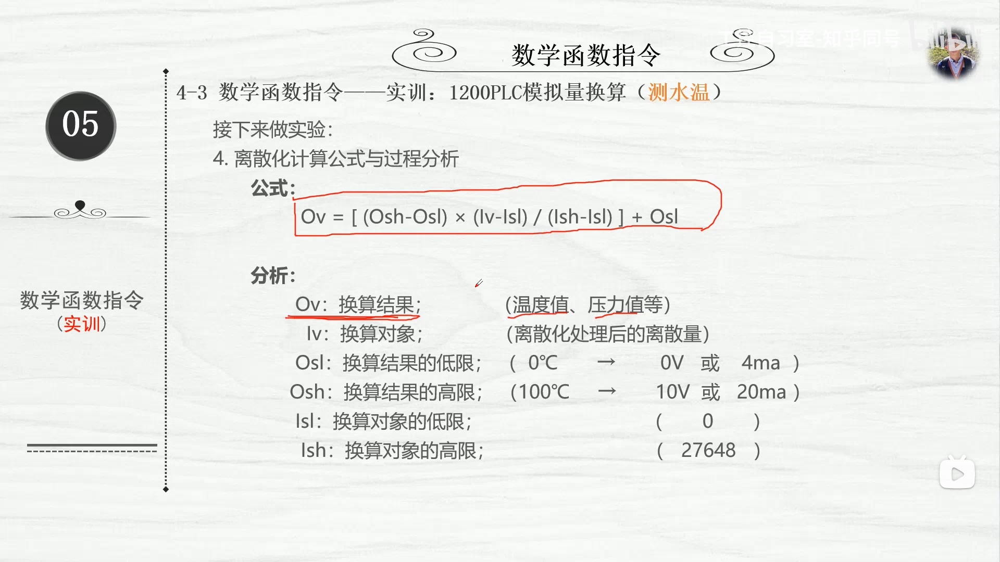 自习室-知乎同号
bilibili
数学函数指令
4-3 数学函数指令——实训：1200PLC模拟量换算（测水温）
05
接下来做实验：
4. 离散化计算公式与过程分析
公式：
Ov = [ (Osh-Osl) × (Iv-Isl) / (Ish-Isl) ] + Osl
分析：
数学函数指令
（实训）
Ov：换算结果； （温度值、压力值等）
Iv：换算对象； （离散化处理后的离散量）
Osl：换算结果的低限； （ 0℃ → 0V 或 4ma ）
Osh：换算结果的高限； （100℃ → 10V 或 20ma ）
Isl：换算对象的低限； （ 0 ）
Ish：换算对象的高限； （ 27648 ）